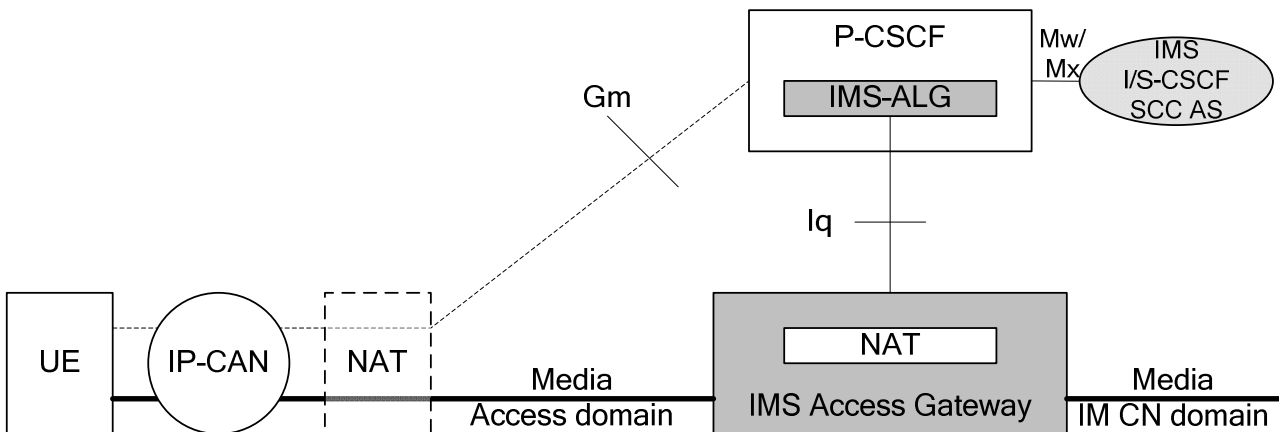 P-CSCF
IMS-ALG
Mw/
Mx
IMS
I/S-CSCF
SCC AS
Gm
Iq
UE
IP-CAN
NAT
Media
Access domain
NAT
IMS Access Gateway
Media
IM CN domain